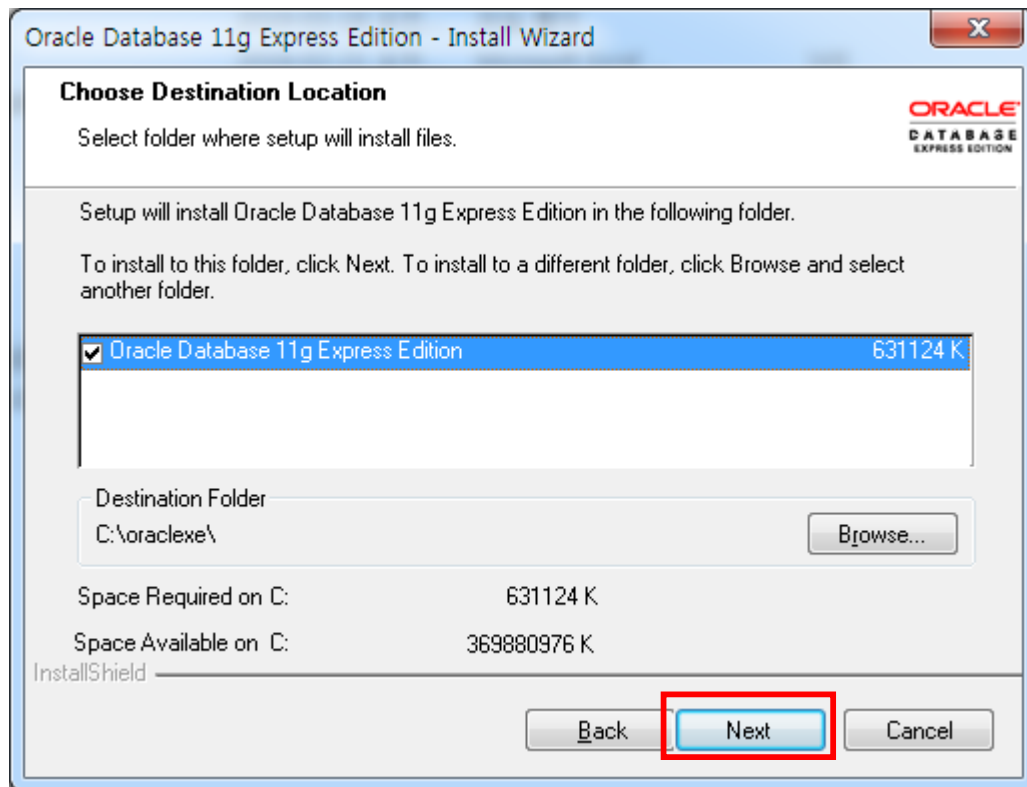 Oracle Database 11g Express Edition - Install Wizard
Choose Destination Location
Select folder where setup will install files.
ORACLE
DATABASE
EXPRESS EDITION
Setup will install Oracle Database 11g Express Edition in the following folder.
To install to this folder, click Next. To install to a different folder, click Browse and select
another folder.
Oracle Database 11g Express Edition 631124 K
Destination Folder
C:\oraclexe\
Browse...
Space Required on C: 631124 K
Space Available on C: 369880976 K
InstallShield
Back Next Cancel